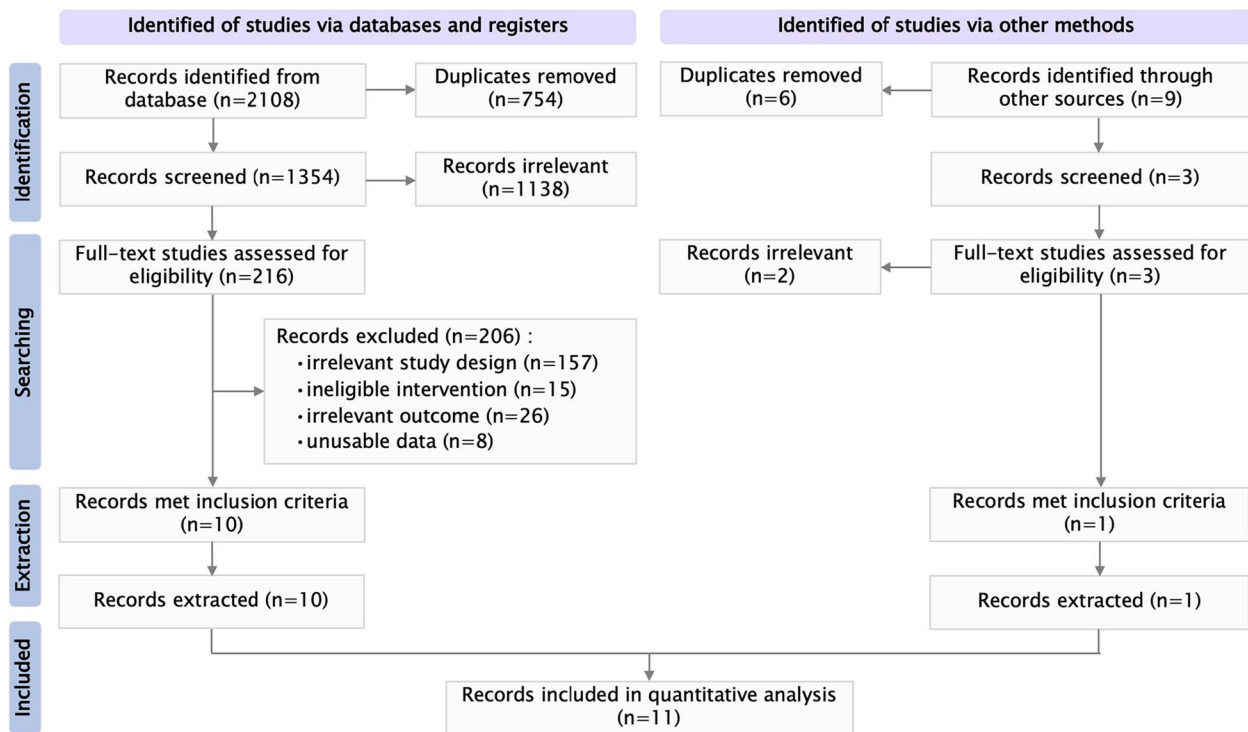 Identified of studies via databases and registers
Identified of studies via other methods
Identification
Records identified from
database (n=2108)
Duplicates removed
(n=754)
Duplicates removed
(n=6)
Records identified through
other sources (n=9)
Records screened (n=1354)
Records irrelevant
(n=1138)
Records screened (n=3)
Searching
Full-text studies assessed for
eligibility (n=216)
Records irrelevant
(n=2)
Full-text studies assessed for
eligibility (n=3)
Records excluded (n=206) :
· irrelevant study design (n=157)
· ineligible intervention (n=15)
· irrelevant outcome (n=26)
· unusable data (n=8)
Extraction
Records met inclusion criteria
(n=10)
Records met inclusion criteria
(n=1)
Records extracted (n=10)
Records extracted (n=1)
Included
Records included in quantitative analysis
(n=11)